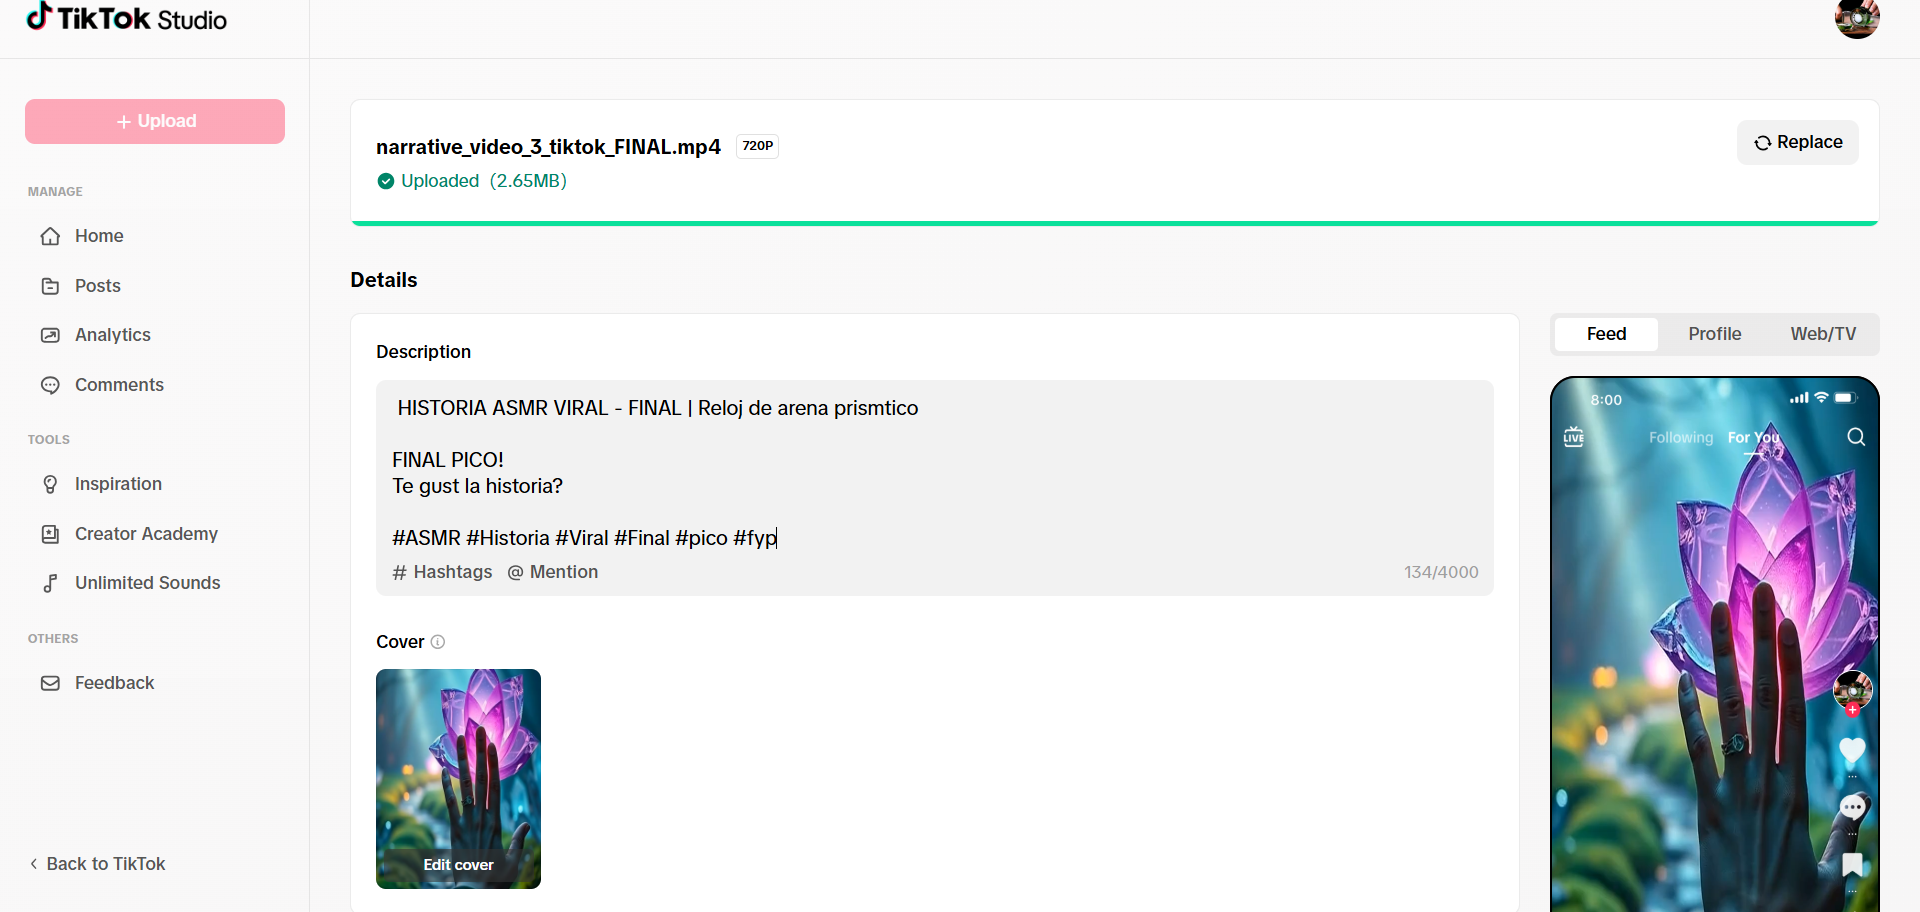 TikTok Studio
+ Upload
MANAGE
Home
Posts
Analytics
Comments
TOOLS
Inspiration
Creator Academy
Unlimited Sounds
OTHERS
Feedback
< Back to TikTok
narrative_video_3_tiktok_FINAL.mp4 720P
Uploaded (2.65MB)
Replace
Details
Description
HISTORIA ASMR VIRAL - FINAL | Reloj de arena prismtico
FINAL PICO!
Te gust la historia?
#ASMR #Historia #Viral #Final #pico #fyp
# Hashtags @ Mention 134/4000
Cover
Edit cover
Feed Profile Web/TV
8:00
LIVE Following For You